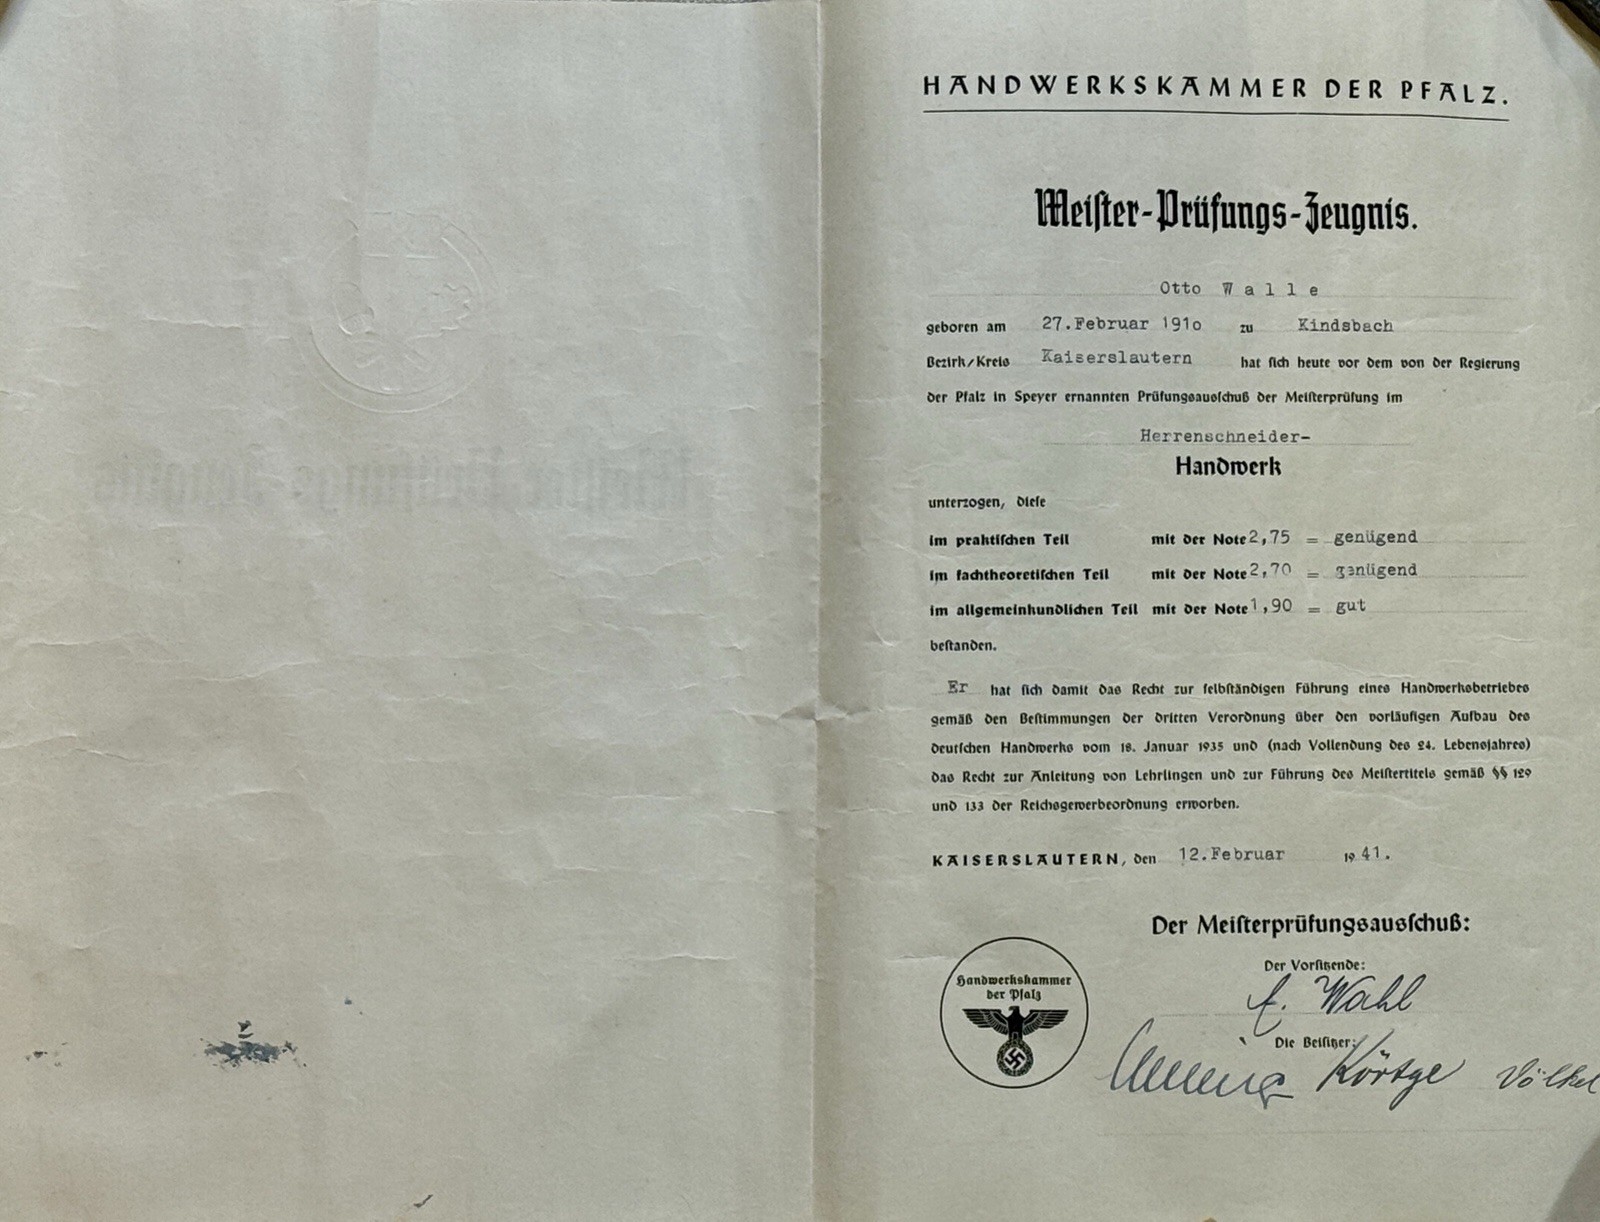 HANDWERKSKAMMER DER PFALZ.
Meiſter-Prüfungs-Zeugnis.
Otto Walle
geboren am 27.Februar 1910 zu Kindsbach
Bezirk/Kreis Kaiserslautern hat ſich heute vor dem von der Regierung
der Pfalz in Speyer ernannten Prüfungsausſchuß der Meiſterprüfung im
Herrenschneider-
Handwerk
unterzogen, dieſe
im praktiſchen Teil mit der Note 2,75 = genügend
im fachtheoretiſchen Teil mit der Note 2,70 = genügend
im allgemeinkundlichen Teil mit der Note 1,90 = gut
beſtanden.
Er hat ſich damit das Recht zur ſelbſtändigen Führung eines Handwerksbetriebes
gemäß den Beſtimmungen der dritten Verordnung über den vorläufigen Aufbau des
deutſchen Handwerks vom 18. Januar 1935 und (nach Vollendung des 24. Lebensjahres)
das Recht zur Anleitung von Lehrlingen und zur Führung des Meiſtertitels gemäß §§ 129
und 133 der Reichsgewerbeordnung erworben.
KAISERSLAUTERN, den 12.Februar 1941.
Der Meiſterprüfungsausſchuß:
Der Vorſitzende:
Wahl
Die Beiſitzer:
Körtge Völkel
Handwerkskammer
der Pfalz